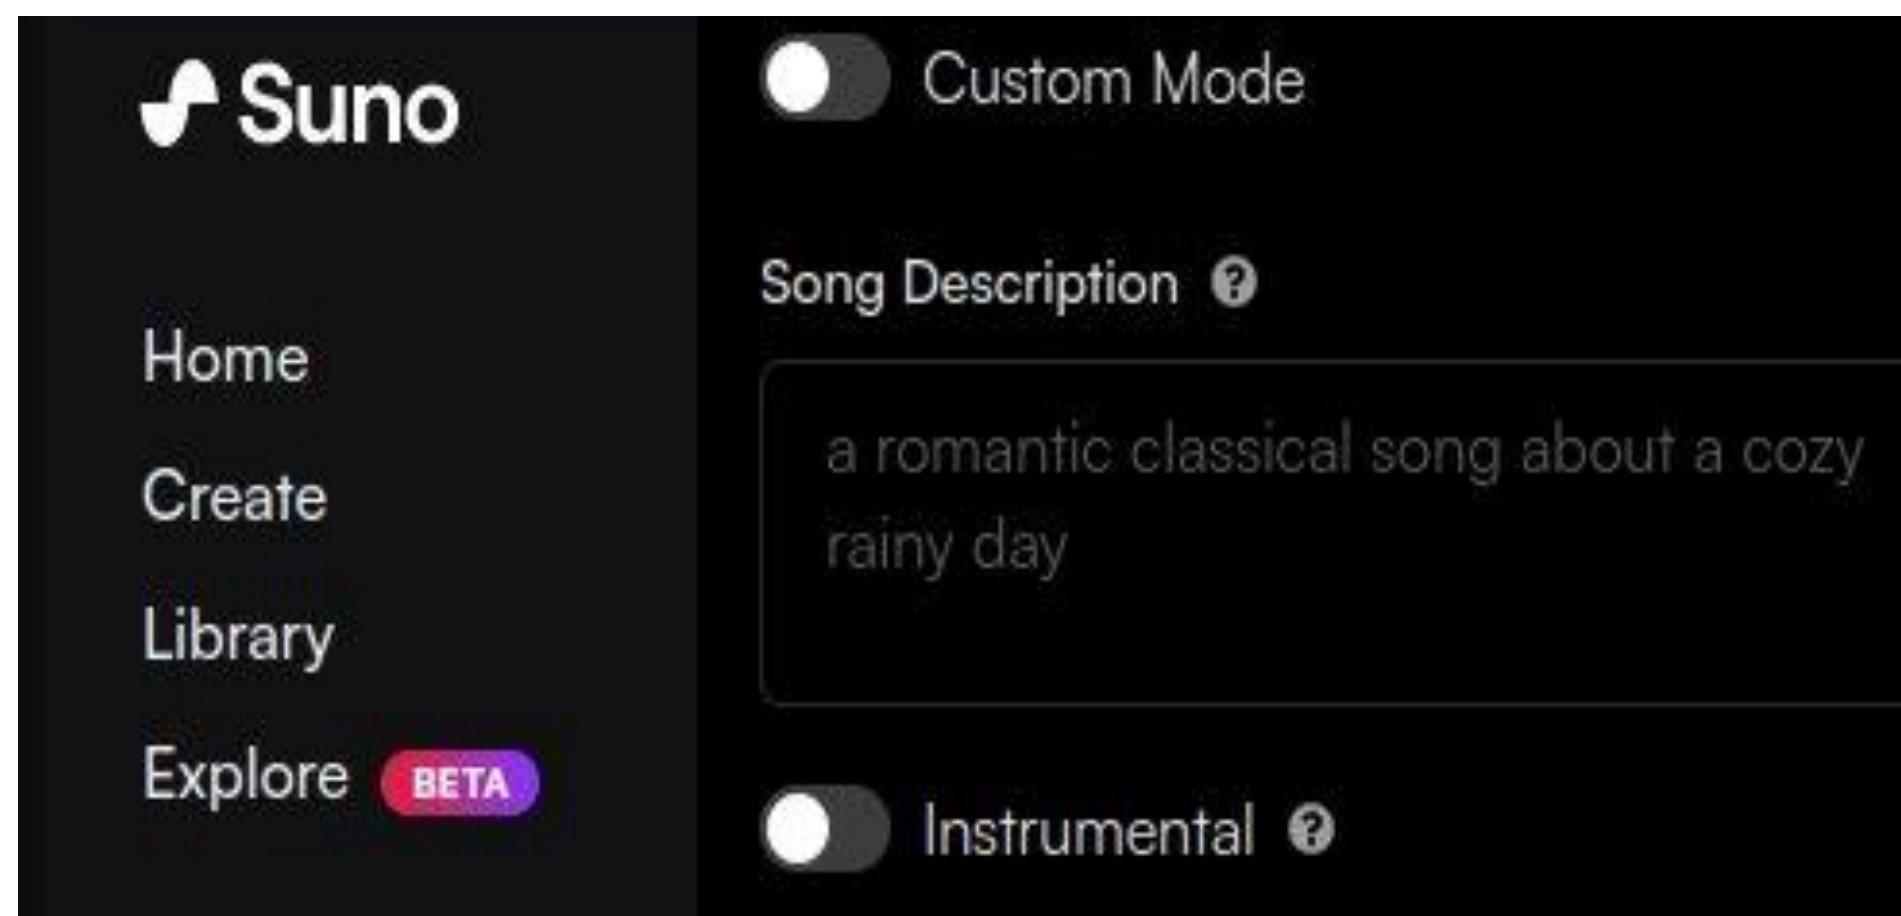 Suno
Home
Create
Library
Explore BETA
Custom Mode
Song Description ?
a romantic classical song about a cozy
rainy day
Instrumental ?